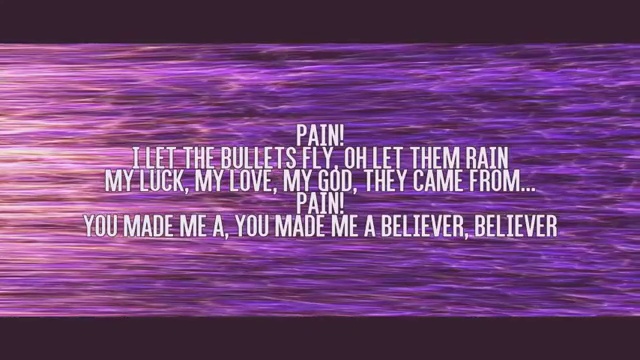 PAIN!
I LET THE BULLETS FLY, OH LET THEM RAIN
MY LUCK, MY LOVE, MY GOD, THEY CAME FROM...
PAIN!
YOU MADE ME A, YOU MADE ME A BELIEVER, BELIEVER